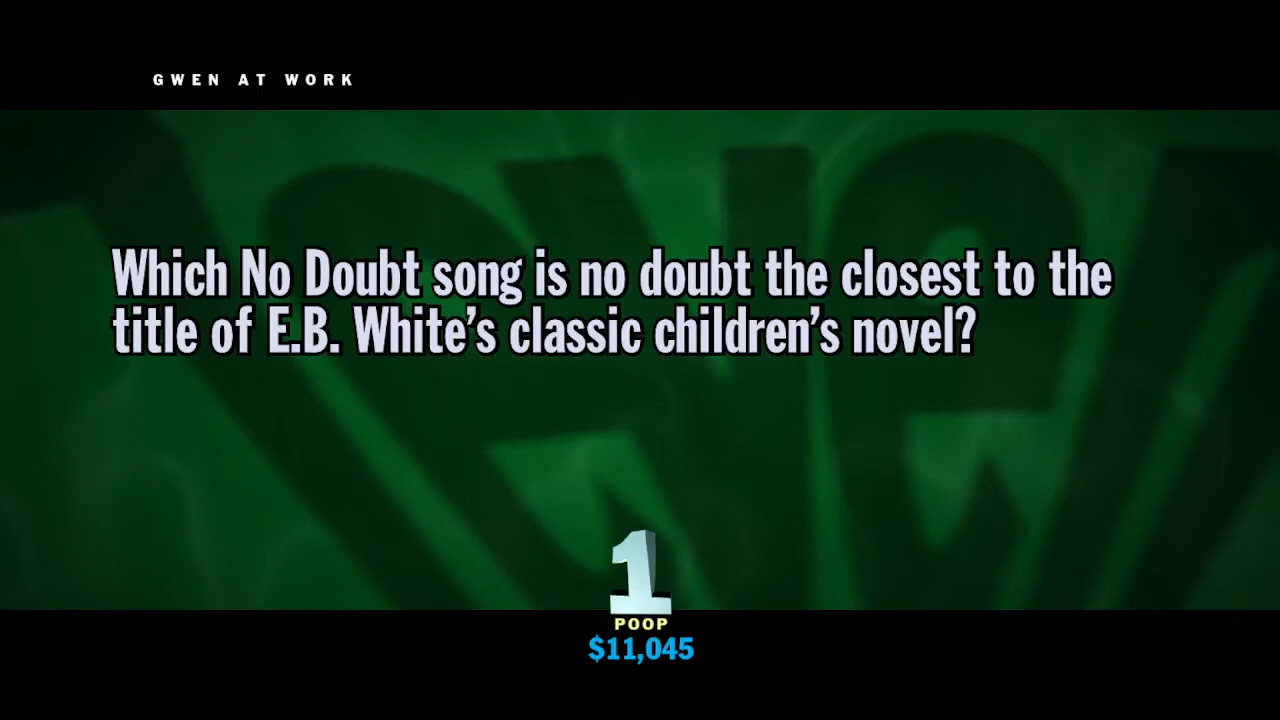 GWEN AT WORK
Which No Doubt song is no doubt the closest to the
title of E.B. White's classic children's novel?
1
POOP
$11,045